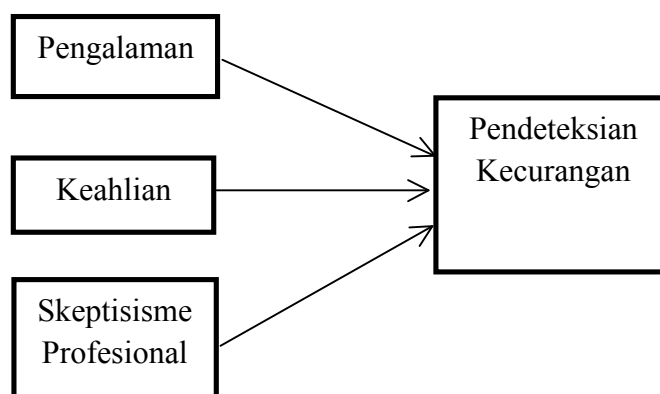 Pengalaman
Keahlian
Skeptisisme
Profesional
Pendeteksian
Kecurangan